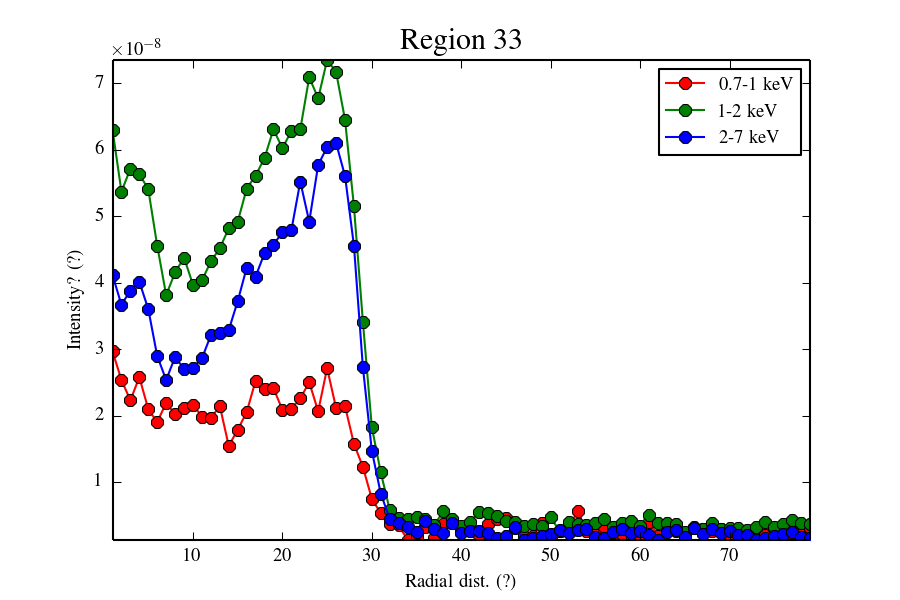 Region 33
×10⁻⁸
7
6
5
4
3
2
1
Intensity? (?)
0.7-1 keV
1-2 keV
2-7 keV
10 20 30 40 50 60 70
Radial dist. (?)